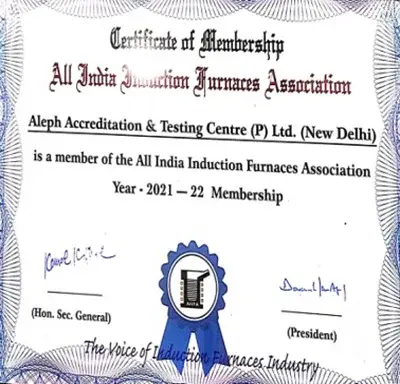 Certificate of Membership
All India Induction Furnaces Association
Aleph Accreditation & Testing Centre (P) Ltd. (New Delhi)
is a member of the All India Induction Furnaces Association
Year - 2021 – 22 Membership
(Hon. Sec. General)
(President)
The Voice of Induction Furnaces Industry